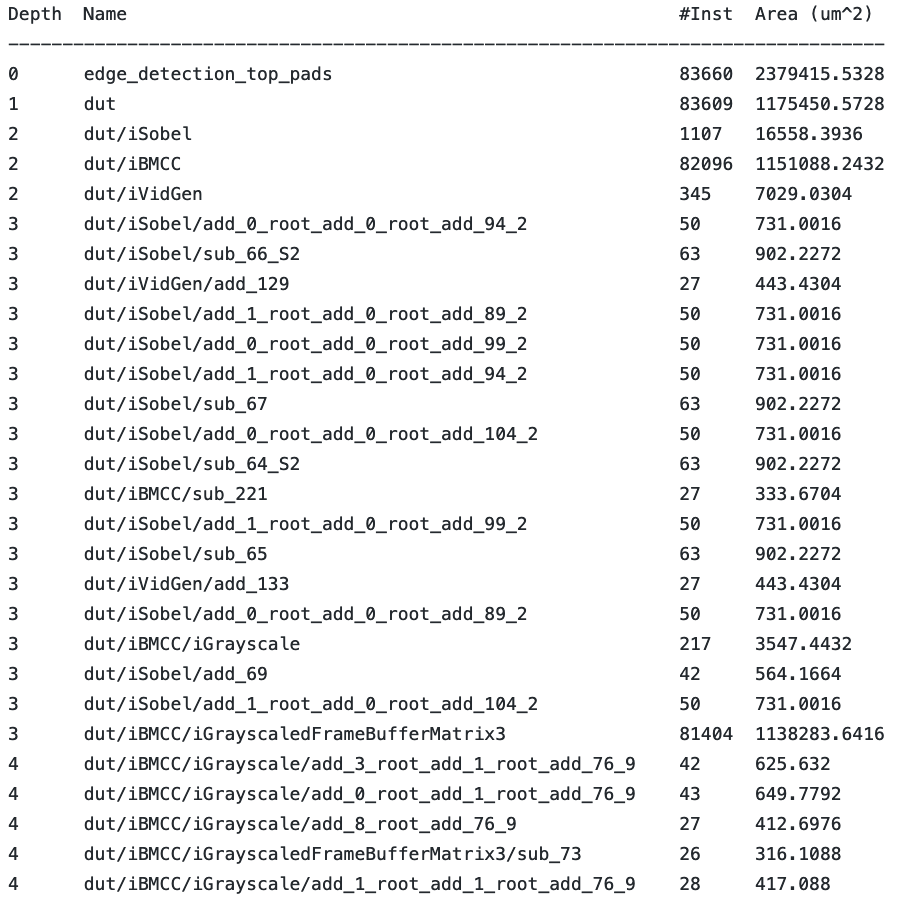 Depth  Name                                                   #Inst  Area (um^2)
---------------------------------------------------------------------------------
0      edge_detection_top_pads                                83660  2379415.5328
1      dut                                                    83609  1175450.5728
2      dut/iSobel                                             1107   16558.3936
2      dut/iBMCC                                              82096  1151088.2432
2      dut/iVidGen                                            345    7029.0304
3      dut/iSobel/add_0_root_add_0_root_add_94_2              50     731.0016
3      dut/iSobel/sub_66_S2                                   63     902.2272
3      dut/iVidGen/add_129                                    27     443.4304
3      dut/iSobel/add_1_root_add_0_root_add_89_2              50     731.0016
3      dut/iSobel/add_0_root_add_0_root_add_99_2              50     731.0016
3      dut/iSobel/add_1_root_add_0_root_add_94_2              50     731.0016
3      dut/iSobel/sub_67                                      63     902.2272
3      dut/iSobel/add_0_root_add_0_root_add_104_2             50     731.0016
3      dut/iSobel/sub_64_S2                                   63     902.2272
3      dut/iBMCC/sub_221                                      27     333.6704
3      dut/iSobel/add_1_root_add_0_root_add_99_2              50     731.0016
3      dut/iSobel/sub_65                                      63     902.2272
3      dut/iVidGen/add_133                                    27     443.4304
3      dut/iSobel/add_0_root_add_0_root_add_89_2              50     731.0016
3      dut/iBMCC/iGrayscale                                   217    3547.4432
3      dut/iSobel/add_69                                      42     564.1664
3      dut/iSobel/add_1_root_add_0_root_add_104_2             50     731.0016
3      dut/iBMCC/iGrayscaledFrameBufferMatrix3                81404  1138283.6416
4      dut/iBMCC/iGrayscale/add_3_root_add_1_root_add_76_9    42     625.632
4      dut/iBMCC/iGrayscale/add_0_root_add_1_root_add_76_9    43     649.7792
4      dut/iBMCC/iGrayscale/add_8_root_add_76_9               27     412.6976
4      dut/iBMCC/iGrayscaledFrameBufferMatrix3/sub_73         26     316.1088
4      dut/iBMCC/iGrayscale/add_1_root_add_1_root_add_76_9    28     417.088